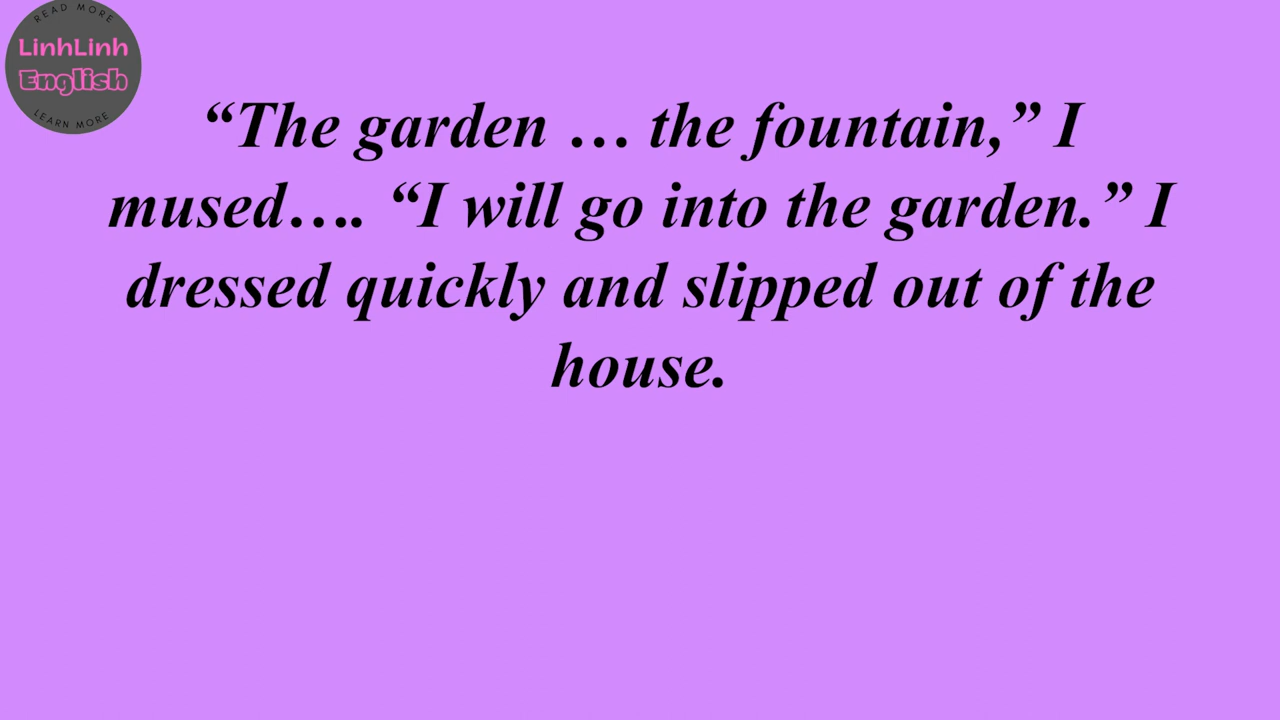 READ MORE
LinhLinh
English
LEARN MORE
“The garden … the fountain,” I
mused…. “I will go into the garden.” I
dressed quickly and slipped out of the
house.